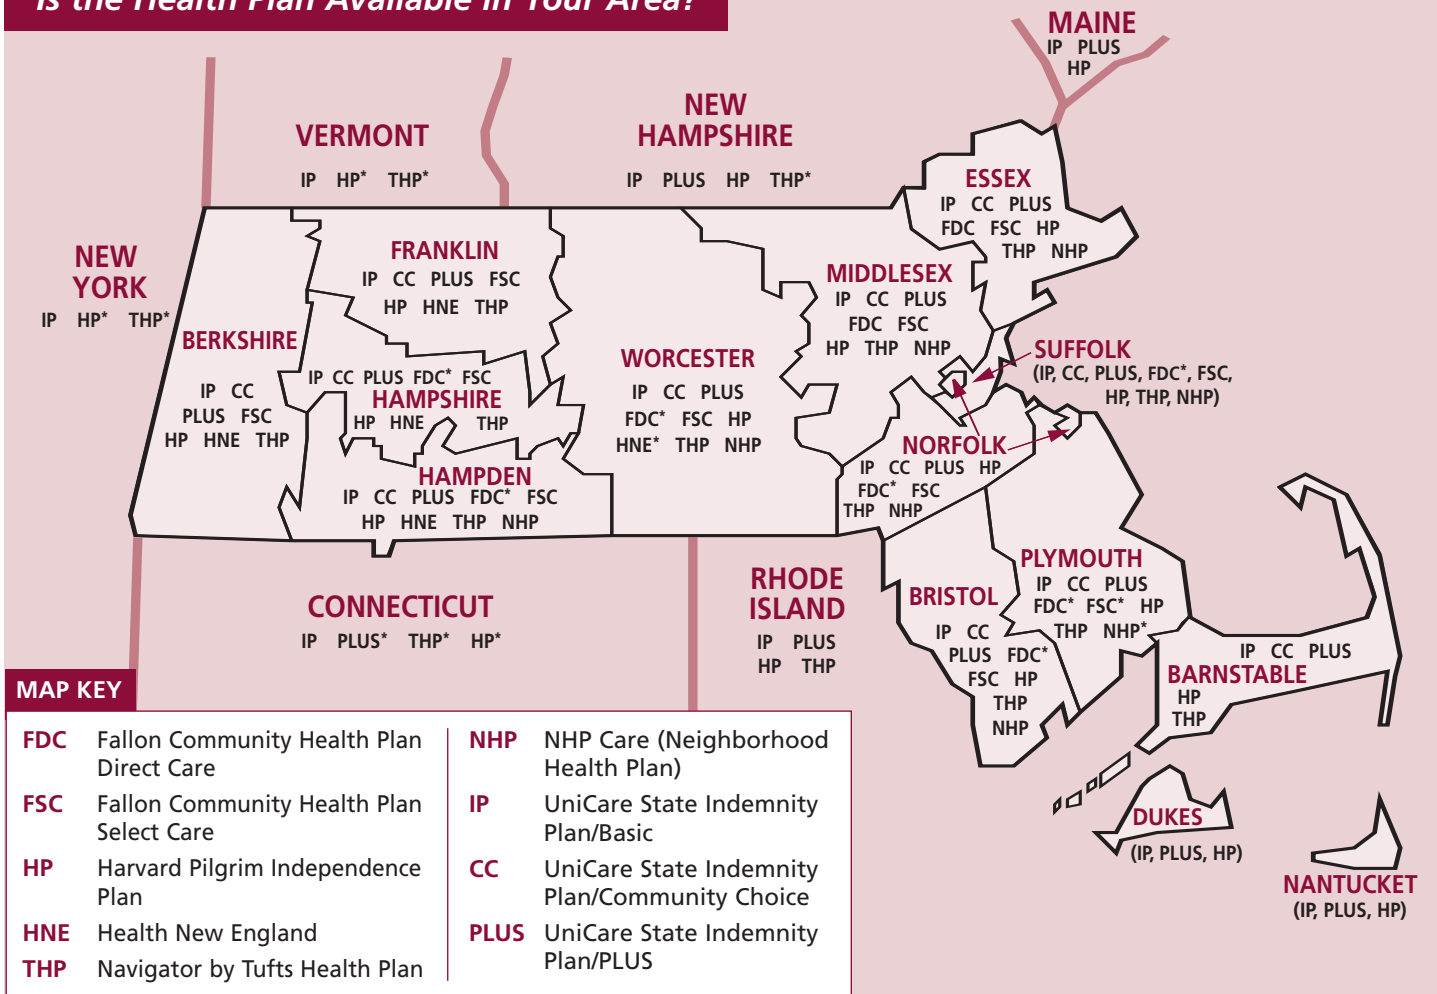 Is the Health Plan Available in Your Area?
MAINE
IP PLUS
HP
VERMONT
IP HP* THP*
NEW
HAMPSHIRE
IP PLUS HP THP*
ESSEX
IP CC PLUS
FDC FSC HP
THP NHP
NEW
YORK
IP HP* THP*
BERKSHIRE
IP CC
PLUS FSC
HP HNE THP
FRANKLIN
IP CC PLUS FSC
HP HNE THP
IP CC PLUS FDC* FSC
HAMPSHIRE
HP HNE THP
HAMPDEN
IP CC PLUS FDC* FSC
HP HNE THP NHP
WORCESTER
IP CC PLUS
FDC* FSC HP
HNE* THP NHP
MIDDLESEX
IP CC PLUS
FDC FSC
HP THP NHP
SUFFOLK
(IP, CC, PLUS, FDC*, FSC,
HP, THP, NHP)
NORFOLK
IP CC PLUS HP
FDC* FSC
THP NHP
CONNECTICUT
IP PLUS* THP* HP*
RHODE
ISLAND
IP PLUS
HP THP
BRISTOL
IP CC
PLUS FDC*
FSC HP
THP
NHP
PLYMOUTH
IP CC PLUS
FDC* FSC* HP
THP NHP*
IP CC PLUS
BARNSTABLE
HP
THP
DUKES
(IP, PLUS, HP)
NANTUCKET
(IP, PLUS, HP)
MAP KEY
FDC Fallon Community Health Plan
Direct Care
FSC Fallon Community Health Plan
Select Care
HP Harvard Pilgrim Independence
Plan
HNE Health New England
THP Navigator by Tufts Health Plan
NHP NHP Care (Neighborhood
Health Plan)
IP UniCare State Indemnity
Plan/Basic
CC UniCare State Indemnity
Plan/Community Choice
PLUS UniCare State Indemnity
Plan/PLUS